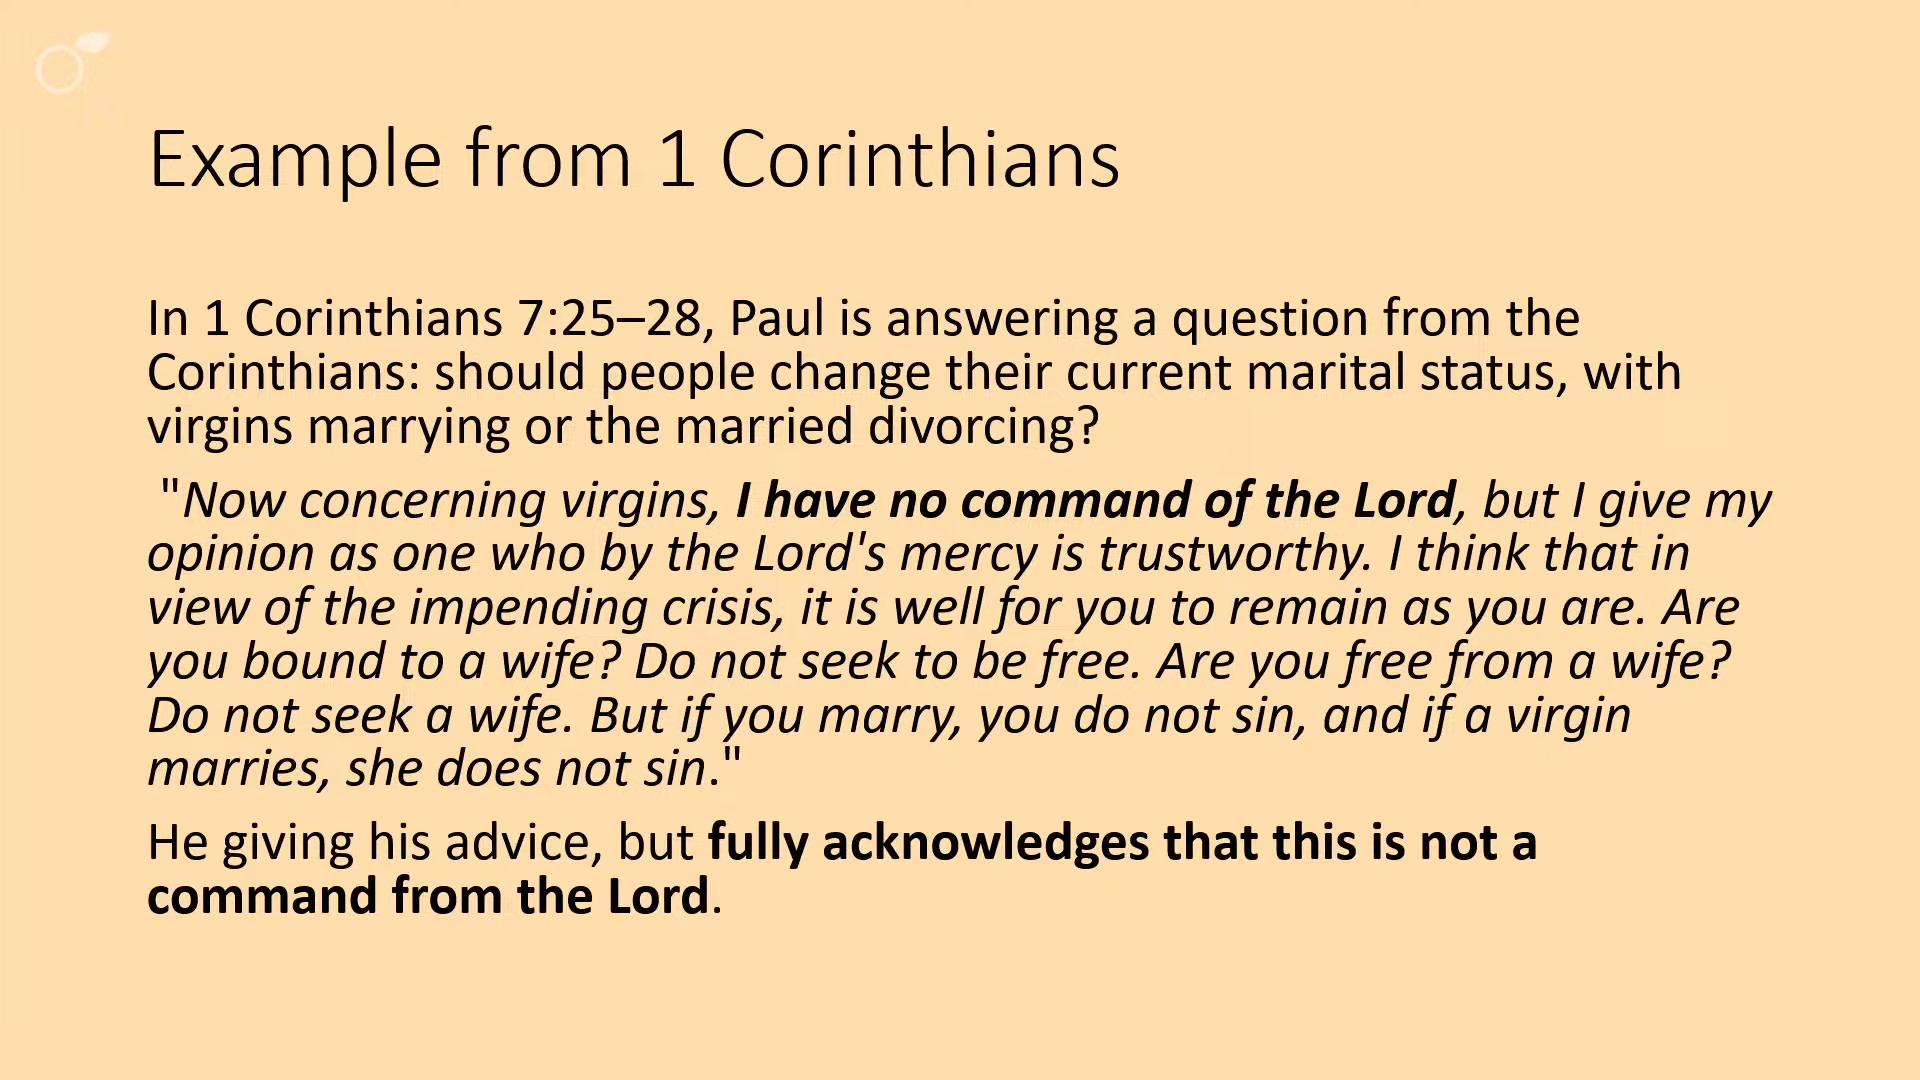 Example from 1 Corinthians
In 1 Corinthians 7:25–28, Paul is answering a question from the
Corinthians: should people change their current marital status, with
virgins marrying or the married divorcing?
"Now concerning virgins, I have no command of the Lord, but I give my
opinion as one who by the Lord's mercy is trustworthy. I think that in
view of the impending crisis, it is well for you to remain as you are. Are
you bound to a wife? Do not seek to be free. Are you free from a wife?
Do not seek a wife. But if you marry, you do not sin, and if a virgin
marries, she does not sin."
He giving his advice, but fully acknowledges that this is not a
command from the Lord.